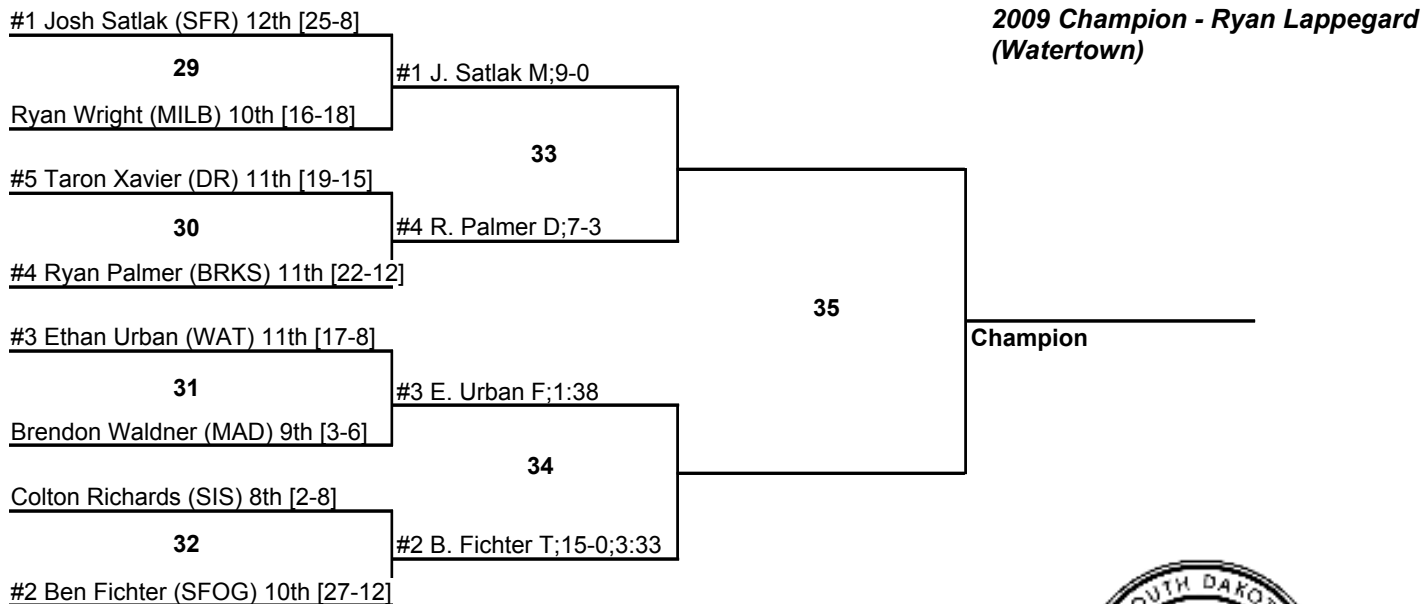 #1 Josh Satlak (SFR) 12th [25-8]
2009 Champion - Ryan Lappegard
(Watertown)
29
#1 J. Satlak M;9-0
Ryan Wright (MILB) 10th [16-18]
33
#5 Taron Xavier (DR) 11th [19-15]
30
#4 R. Palmer D;7-3
#4 Ryan Palmer (BRKS) 11th [22-12]
35
#3 Ethan Urban (WAT) 11th [17-8]
Champion
31
#3 E. Urban F;1:38
Brendon Waldner (MAD) 9th [3-6]
34
Colton Richards (SIS) 8th [2-8]
32
#2 B. Fichter T;15-0;3:33
#2 Ben Fichter (SFOG) 10th [27-12]